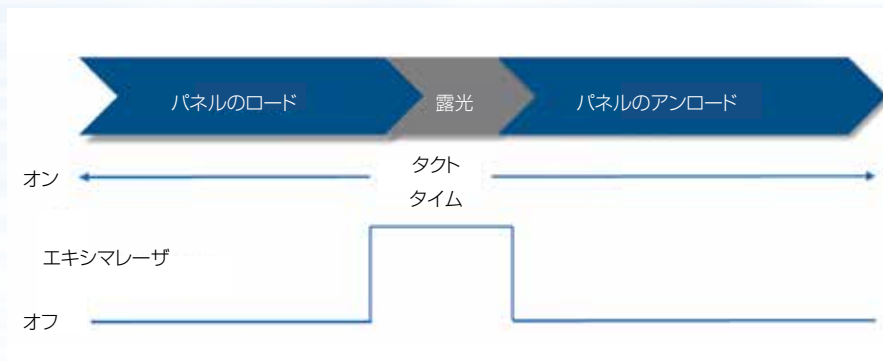 パネルのロード 露光 パネルのアンロード
オン
タクト
タイム
エキシマレーザ
オフ